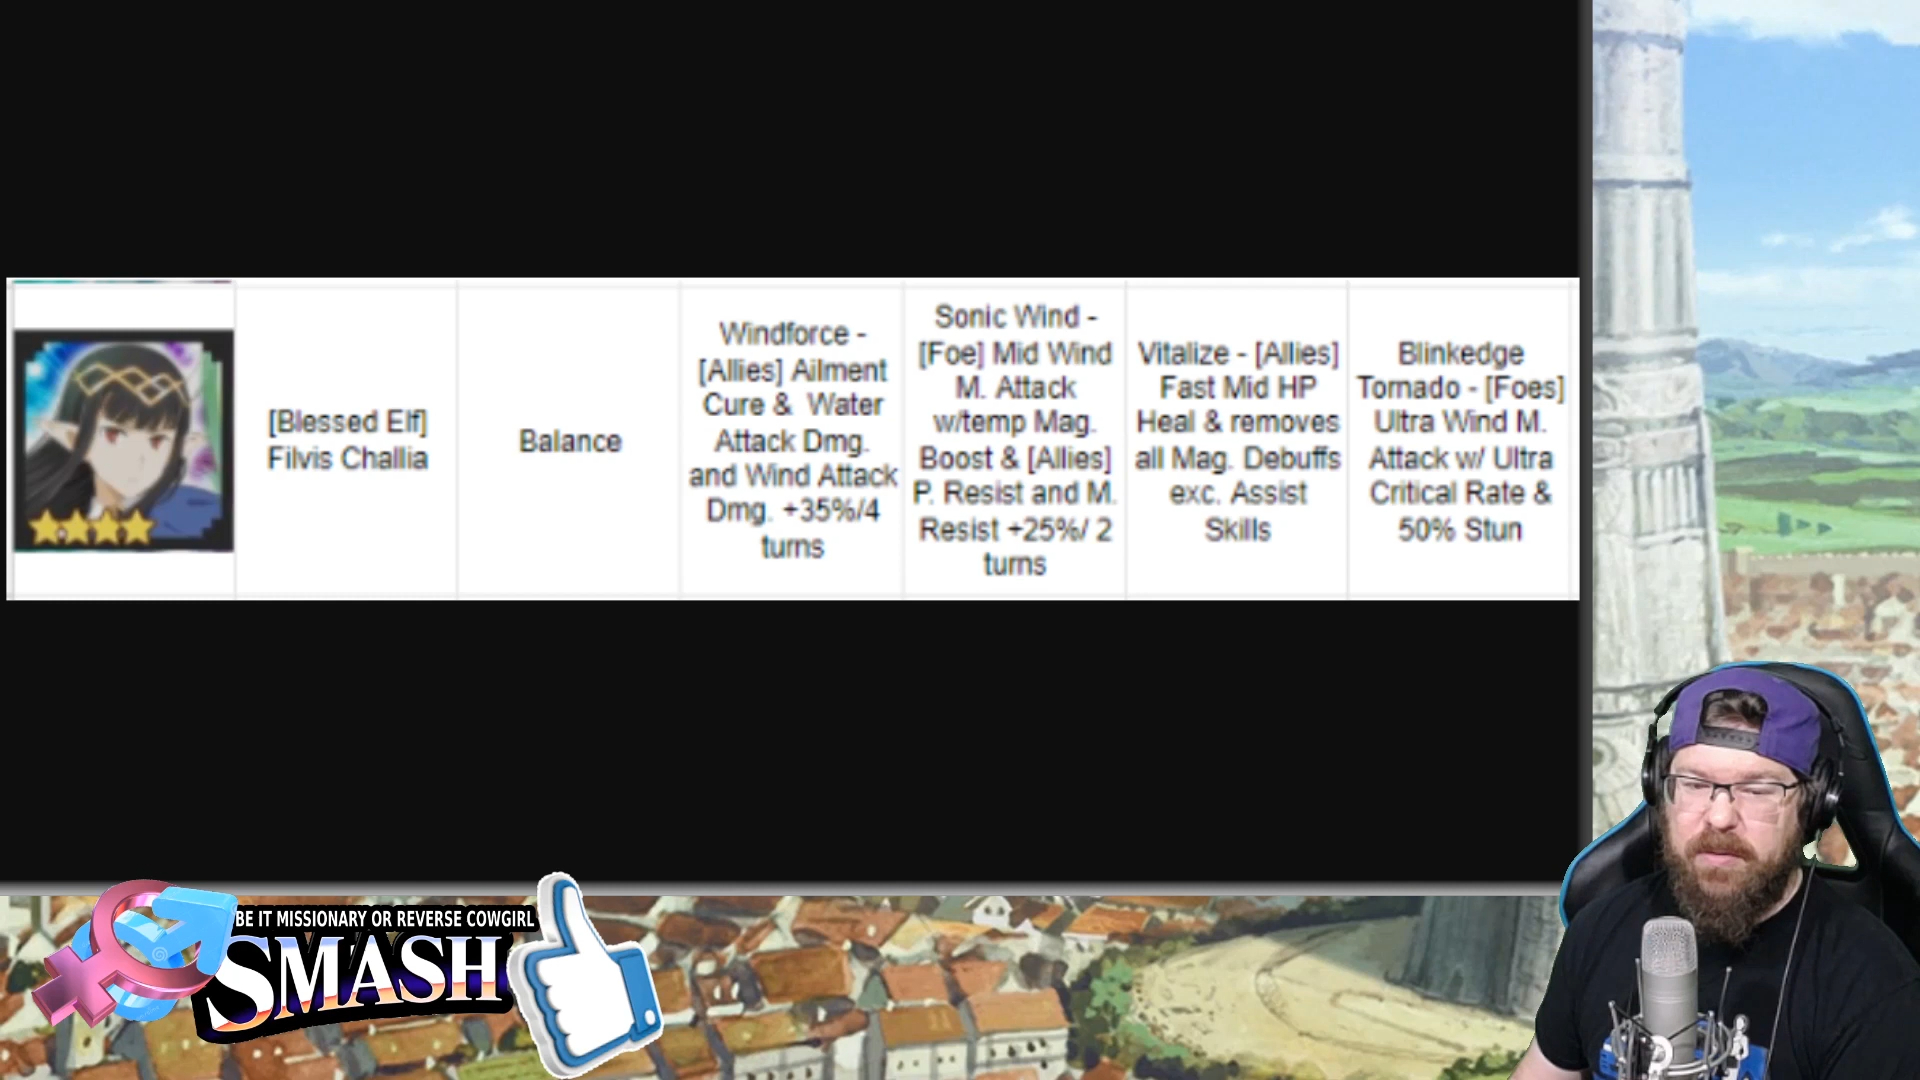 [Blessed Elf]
Filvis Challia
Balance
Windforce -
[Allies] Ailment
Cure & Water
Attack Dmg.
and Wind Attack
Dmg. +35%/4
turns
Sonic Wind -
[Foe] Mid Wind
M. Attack
w/temp Mag.
Boost & [Allies]
P. Resist and M.
Resist +25%/ 2
turns
Vitalize - [Allies]
Fast Mid HP
Heal & removes
all Mag. Debuffs
exc. Assist
Skills
Blinkedge
Tornado - [Foes]
Ultra Wind M.
Attack w/ Ultra
Critical Rate &
50% Stun
BE IT MISSIONARY OR REVERSE COWGIRL
SMASH